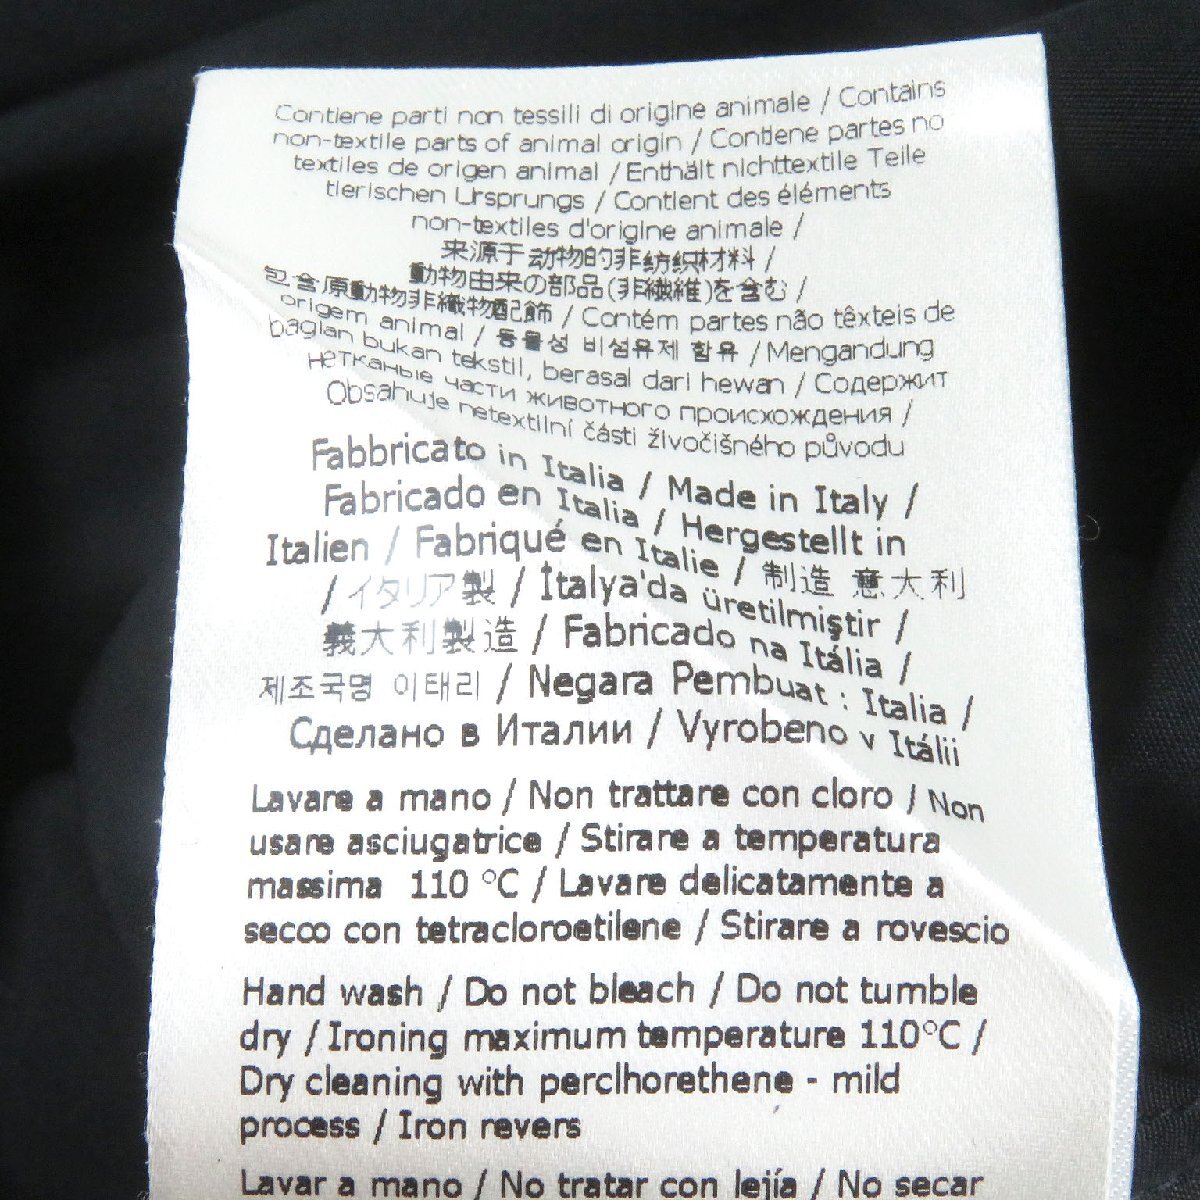 Contiene parti non tessili di origine animale / Contains
non-textile parts of animal origin / Contiene partes no
textiles de origen animal / Enthält nichttextile Teile
tierischen Ursprungs / Contient des éléments
non-textiles d'origine animale /
来源于动物的非纺织材料 /
動物由来の部品(非繊維)を含む /
包含原動物非織物配飾 / Contém partes não têxteis de
origem animal / 동물성 비섬유제 함유 / Mengandung
bagian bukan tekstil, berasal dari hewan / Содержит
нетканые части животного происхождения /
Obsahuje netextilní části živočišného původu
Fabbricato in Italia / Made in Italy /
Fabricado en Italia / Hergestellt in
Italien / Fabriqué en Italie / 制造 意大利
/ イタリア製 / İtalya'da üretilmiştir /
義大利製造 / Fabricado na Itália /
제조국명 이태리 / Negara Pembuat : Italia /
Сделано в Италии / Vyrobeno v Itálii
Lavare a mano / Non trattare con cloro / Non
usare asciugatrice / Stirare a temperatura
massima 110 °C / Lavare delicatamente a
secco con tetracloroetilene / Stirare a rovescio
Hand wash / Do not bleach / Do not tumble
dry / Ironing maximum temperature 110°C /
Dry cleaning with perclhorethene - mild
process / Iron revers
Lavar a mano / No tratar con lejía / No secar